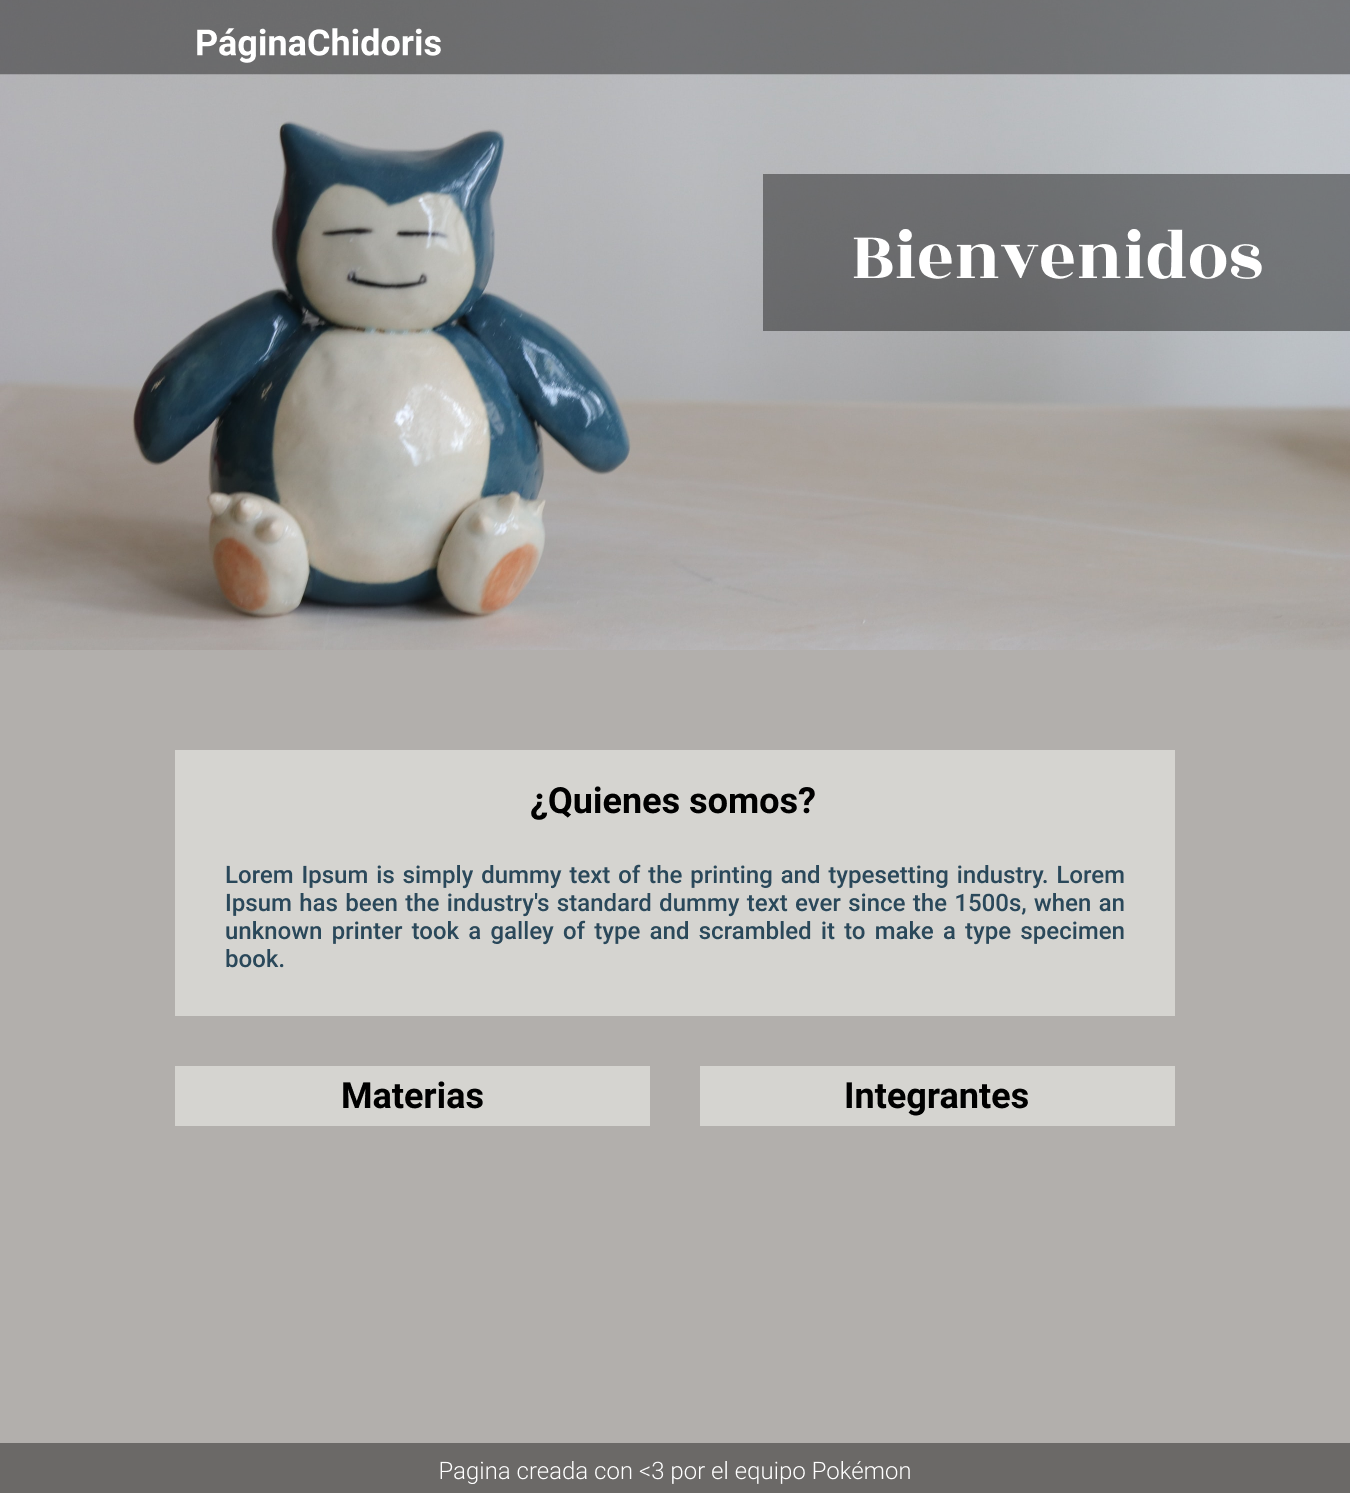 PáginaChidoris
Bienvenidos
¿Quienes somos?
Lorem Ipsum is simply dummy text of the printing and typesetting industry. Lorem
Ipsum has been the industry's standard dummy text ever since the 1500s, when an
unknown printer took a galley of type and scrambled it to make a type specimen
book.
Materias
Integrantes
Pagina creada con <3 por el equipo Pokémon